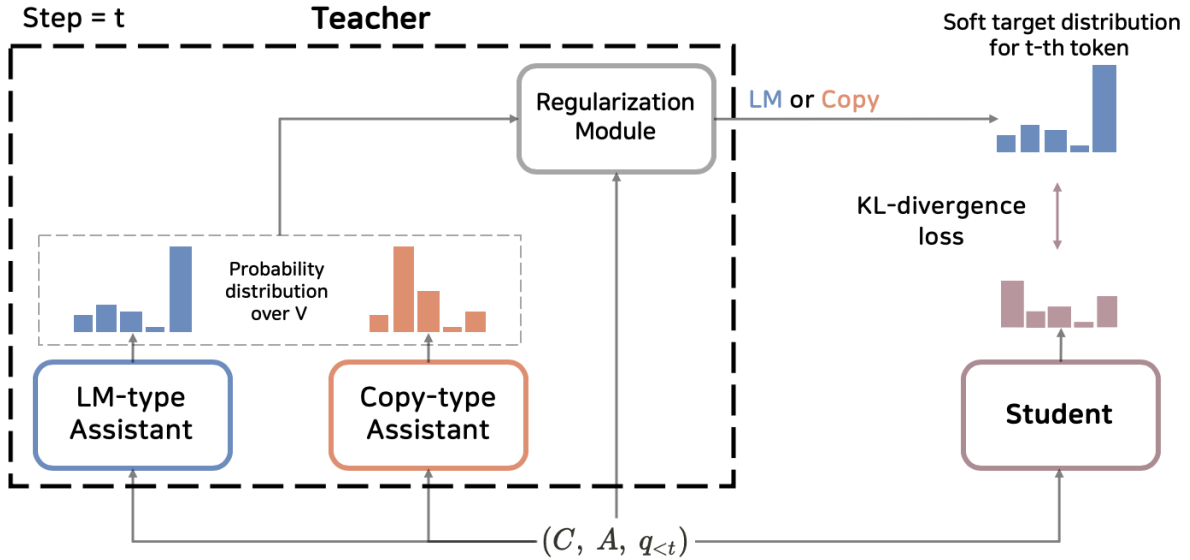 Step = t
Teacher
Soft target distribution
for t-th token
Regularization
Module
LM or Copy
KL-divergence
loss
Probability
distribution
over V
LM-type
Assistant
Copy-type
Assistant
Student
(C, A, q<t)